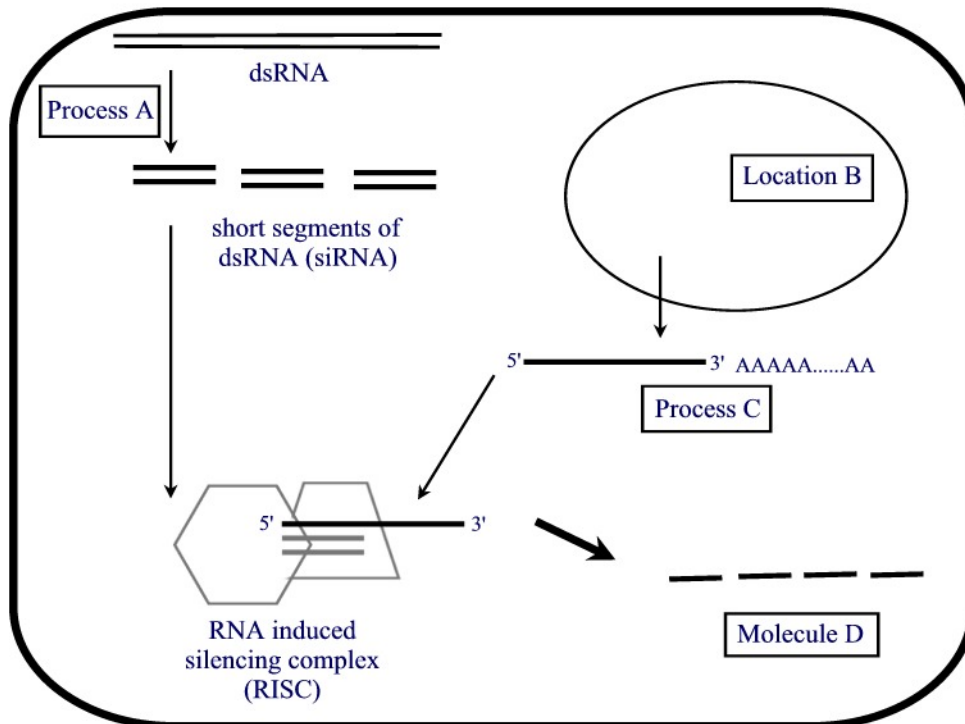 dsRNA
Process A
Location B
short segments of
dsRNA (siRNA)
5' 3' AAAAA......AA
Process C
5' 3'
RNA induced
silencing complex
(RISC)
Molecule D